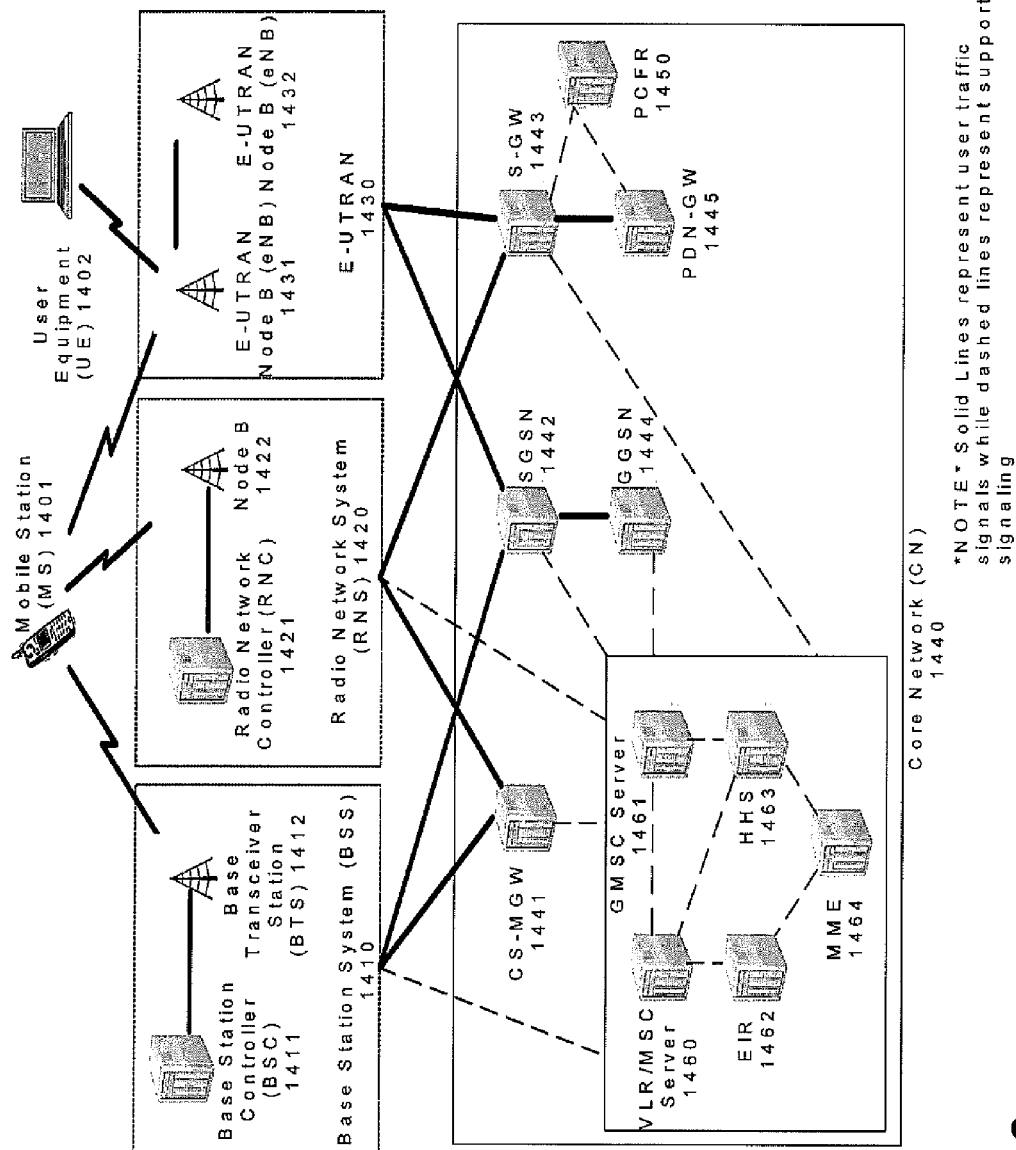 Mobile Station
(MS) 1401
User
Equipment
(UE) 1402
Base Station
Controller
(BSC)
1411
Base
Transceiver
Station
(BTS) 1412
Base Station System (BSS)
1410
Radio Network
Controller (RNC)
1421
Node B
1422
Radio Network System
(RNS) 1420
E-UTRAN
Node B (eNB)
1431
E-UTRAN
Node B (eNB)
1432
E-UTRAN
1430
CS-MGW
1441
SGSN
1442
GGSN
1444
S-GW
1443
PDN-GW
1445
PCFR
1450
GMSC Server
1461
VLR/MSC
Server
1460
EIR
1462
HHS
1463
MME
1464
Core Network (CN)
1440
*NOTE* Solid Lines represent user traffic
signals while dashed lines represent support
signaling